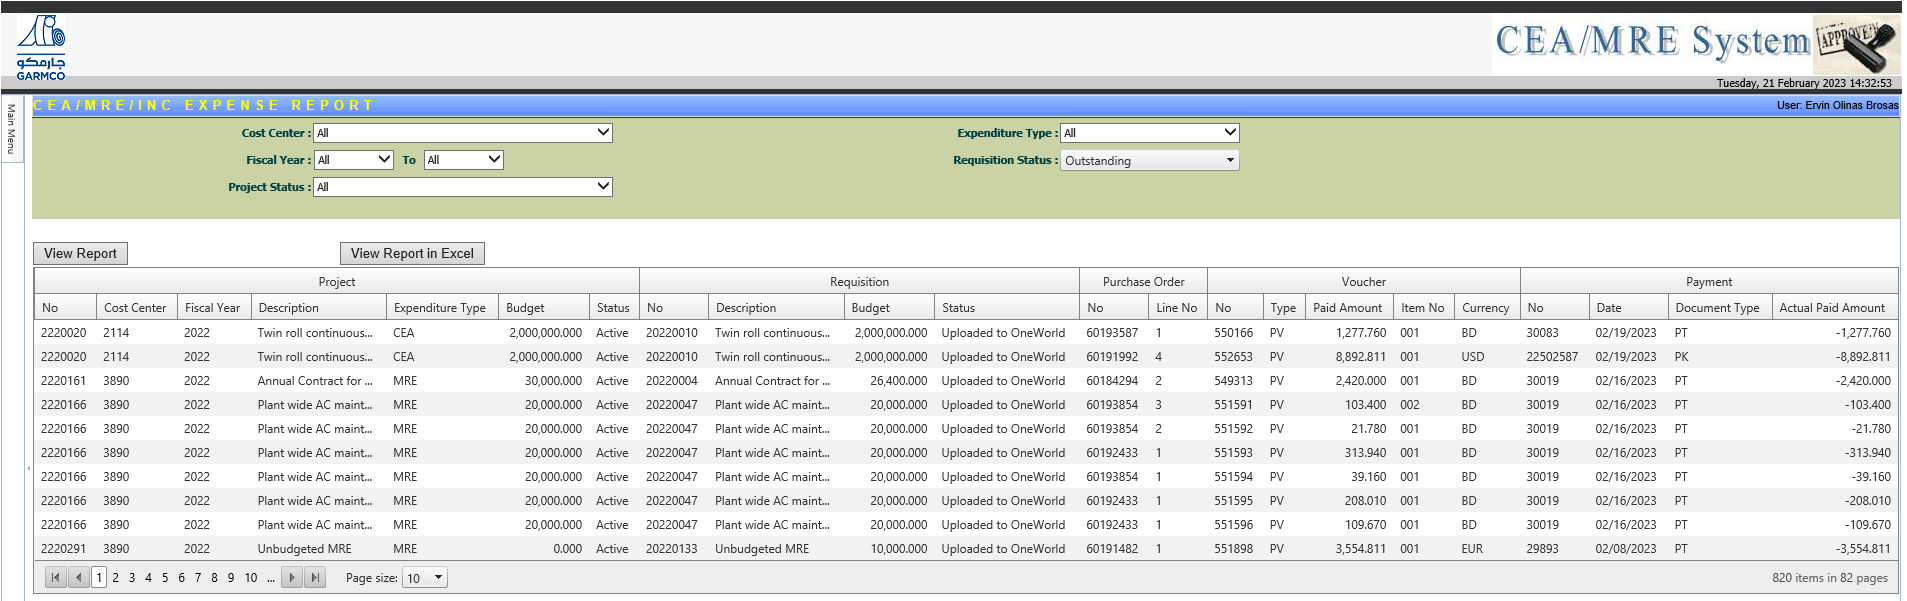 جارمكو
GARMCO
CEA/MRE System
APPROVED
Tuesday, 21 February 2023 14:32:53
Main Menu
CEA/MRE/INC EXPENSE REPORT
User: Ervin Olinas Brosas
Cost Center : All
Expenditure Type : All
Fiscal Year : All To All
Requisition Status : Outstanding
Project Status : All
View Report View Report in Excel
Project Requisition Purchase Order Voucher Payment
No Cost Center Fiscal Year Description Expenditure Type Budget Status No Description Budget Status No Line No No Type Paid Amount Item No Currency No Date Document Type Actual Paid Amount
2220020 2114 2022 Twin roll continuous... CEA 2,000,000.000 Active 20220010 Twin roll continuous... 2,000,000.000 Uploaded to OneWorld 60193587 1 550166 PV 1,277.760 001 BD 30083 02/19/2023 PT -1,277.760
2220020 2114 2022 Twin roll continuous... CEA 2,000,000.000 Active 20220010 Twin roll continuous... 2,000,000.000 Uploaded to OneWorld 60191992 4 552653 PV 8,892.811 001 USD 22502587 02/19/2023 PK -8,892.811
2220161 3890 2022 Annual Contract for ... MRE 30,000.000 Active 20220004 Annual Contract for ... 26,400.000 Uploaded to OneWorld 60184294 2 549313 PV 2,420.000 001 BD 30019 02/16/2023 PT -2,420.000
2220166 3890 2022 Plant wide AC maint... MRE 20,000.000 Active 20220047 Plant wide AC maint... 20,000.000 Uploaded to OneWorld 60193854 3 551591 PV 103.400 002 BD 30019 02/16/2023 PT -103.400
2220166 3890 2022 Plant wide AC maint... MRE 20,000.000 Active 20220047 Plant wide AC maint... 20,000.000 Uploaded to OneWorld 60193854 2 551592 PV 21.780 001 BD 30019 02/16/2023 PT -21.780
2220166 3890 2022 Plant wide AC maint... MRE 20,000.000 Active 20220047 Plant wide AC maint... 20,000.000 Uploaded to OneWorld 60192433 1 551593 PV 313.940 001 BD 30019 02/16/2023 PT -313.940
2220166 3890 2022 Plant wide AC maint... MRE 20,000.000 Active 20220047 Plant wide AC maint... 20,000.000 Uploaded to OneWorld 60193854 1 551594 PV 39.160 001 BD 30019 02/16/2023 PT -39.160
2220166 3890 2022 Plant wide AC maint... MRE 20,000.000 Active 20220047 Plant wide AC maint... 20,000.000 Uploaded to OneWorld 60192433 1 551595 PV 208.010 001 BD 30019 02/16/2023 PT -208.010
2220166 3890 2022 Plant wide AC maint... MRE 20,000.000 Active 20220047 Plant wide AC maint... 20,000.000 Uploaded to OneWorld 60192433 1 551596 PV 109.670 001 BD 30019 02/16/2023 PT -109.670
2220291 3890 2022 Unbudgeted MRE MRE 0.000 Active 20220133 Unbudgeted MRE 10,000.000 Uploaded to OneWorld 60191482 1 551898 PV 3,554.811 001 EUR 29893 02/08/2023 PT -3,554.811
1 2 3 4 5 6 7 8 9 10 ... Page size: 10 820 items in 82 pages